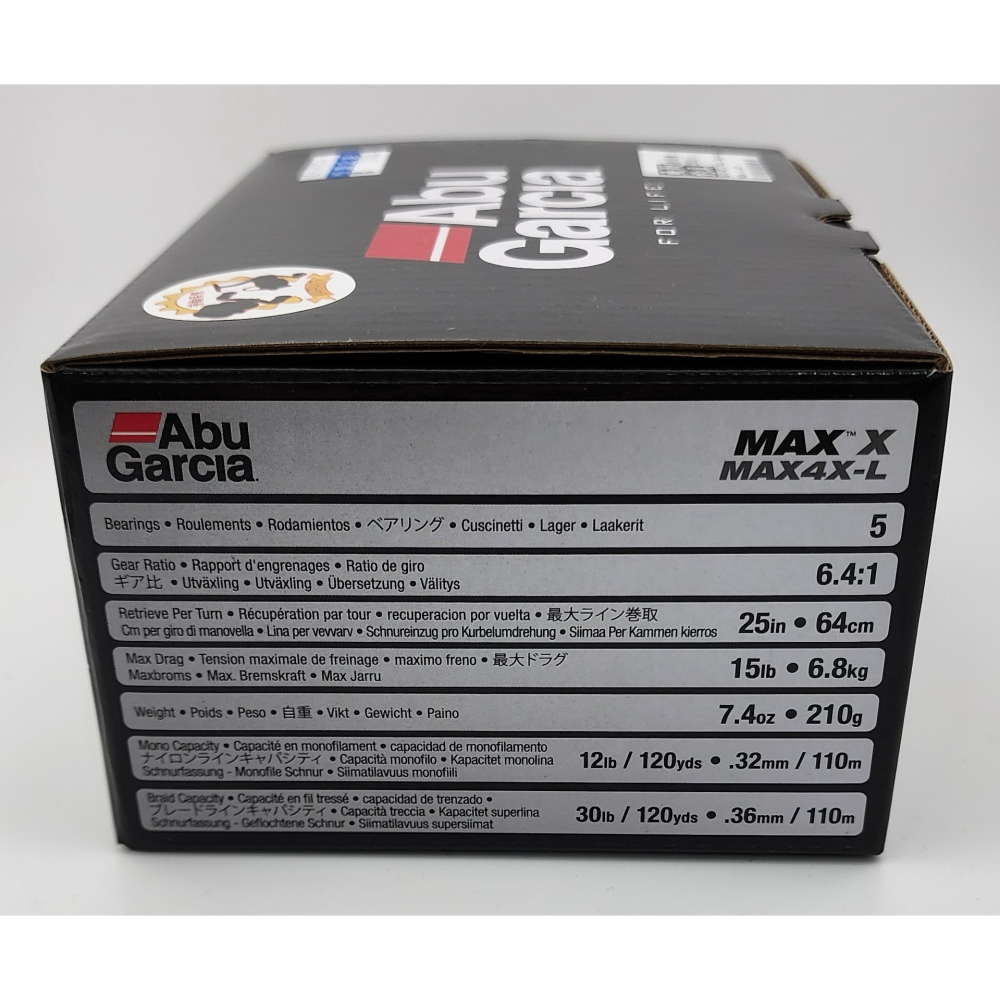 Abu
Garcia
FOR LIFE
Abu
Garcia
MAX™ X
MAX4X-L
Bearings • Roulements • Rodamientos • ベアリング • Cuscinetti • Lager • Laakerit
5
Gear Ratio • Rapport d'engrenages • Ratio de giro
ギア比 • Utväxling • Utväxling • Übersetzung • Välitys
6.4:1
Retrieve Per Turn • Récupération par tour • recuperacion por vuelta • 最大ライン巻取
Cm per giro di manovella • Lina per vevvarv • Schnureinzug pro Kurbelumdrehung • Siimaa Per Kammen kierros
25in • 64cm
Max Drag • Tension maximale de freinage • maximo freno • 最大ドラグ
Maxbroms • Max. Bremskraft • Max Jarru
15lb • 6.8kg
Weight • Poids • Peso • 自重 • Vikt • Gewicht • Paino
7.4oz • 210g
Mono Capacity • Capacité en monofilament • capacidad de monofilamento
ナイロンラインキャパシティ • Capacità monofilo • Kapacitet monolina
Schnurfassung - Monofile Schnur • Siimatilavuus monofiili
12lb / 120yds • .32mm / 110m
Braid Capacity • Capacité en fil tressé • capacidad de trenzado •
ブレードラインキャパシティ • Capacità treccia • Kapacitet superlina
Schnurfassung - Geflochtene Schnur • Siimatilavuus supersiimat
30lb / 120yds • .36mm / 110m